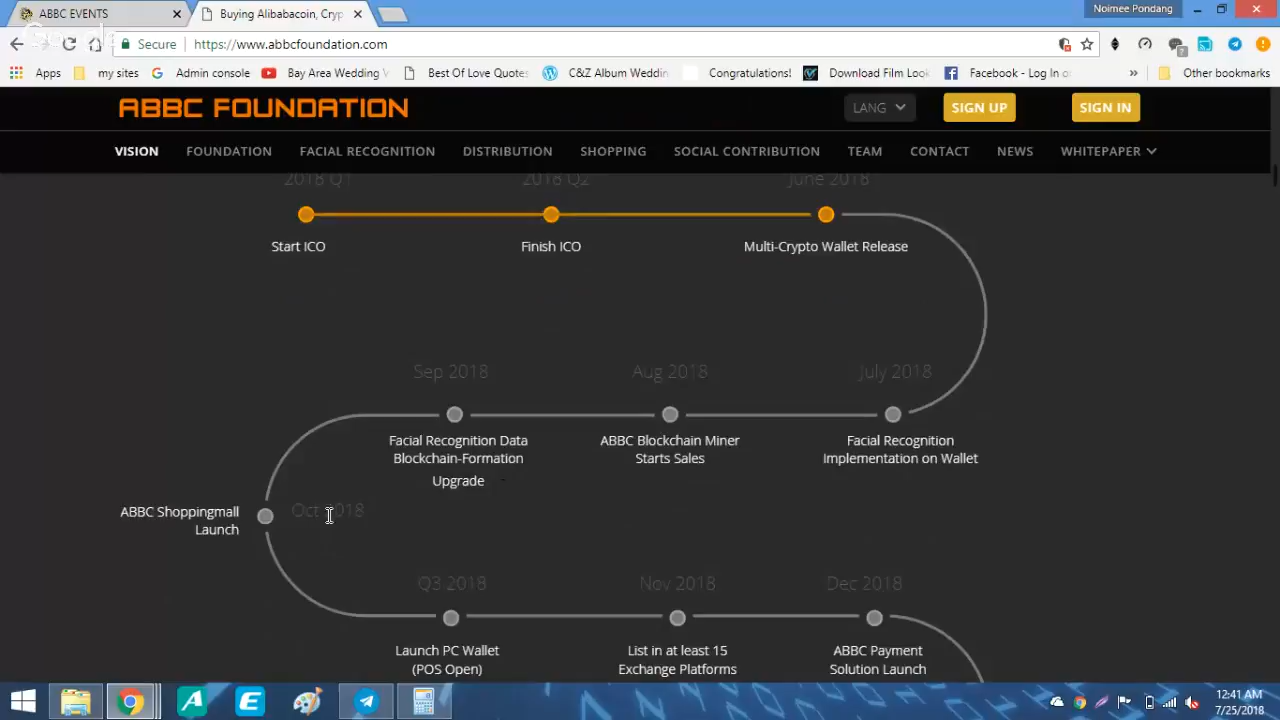 ABBC EVENTS
Buying Alibabacoin, Cryp
Noimee Pondang
Secure
https://www.abbcfoundation.com
Apps
my sites
Admin console
Bay Area Wedding V
Best Of Love Quotes
C&Z Album Weddin
ongratulations!
Download Film Look
Facebook - Log In o
»
Other bookmarks
ABBC FOUNDATION
LANG
SIGN UP
SIGN IN
VISION
FOUNDATION
FACIAL RECOGNITION
DISTRIBUTION
SHOPPING
SOCIAL CONTRIBUTION
TEAM
CONTACT
NEWS
WHITEPAPER
2018 Q1
2018 Q2
June 2018
Start ICO
Finish ICO
Multi-Crypto Wallet Release
Sep 2018
Aug 2018
July 2018
Facial Recognition Data
Blockchain-Formation
Upgrade
ABBC Blockchain Miner
Starts Sales
Facial Recognition
Implementation on Wallet
ABBC Shoppingmall
Launch
Oct 2018
Q3 2018
Nov 2018
Dec 2018
Launch PC Wallet
(POS Open)
List in at least 15
Exchange Platforms
ABBC Payment
Solution Launch
12:41 AM
7/25/2018